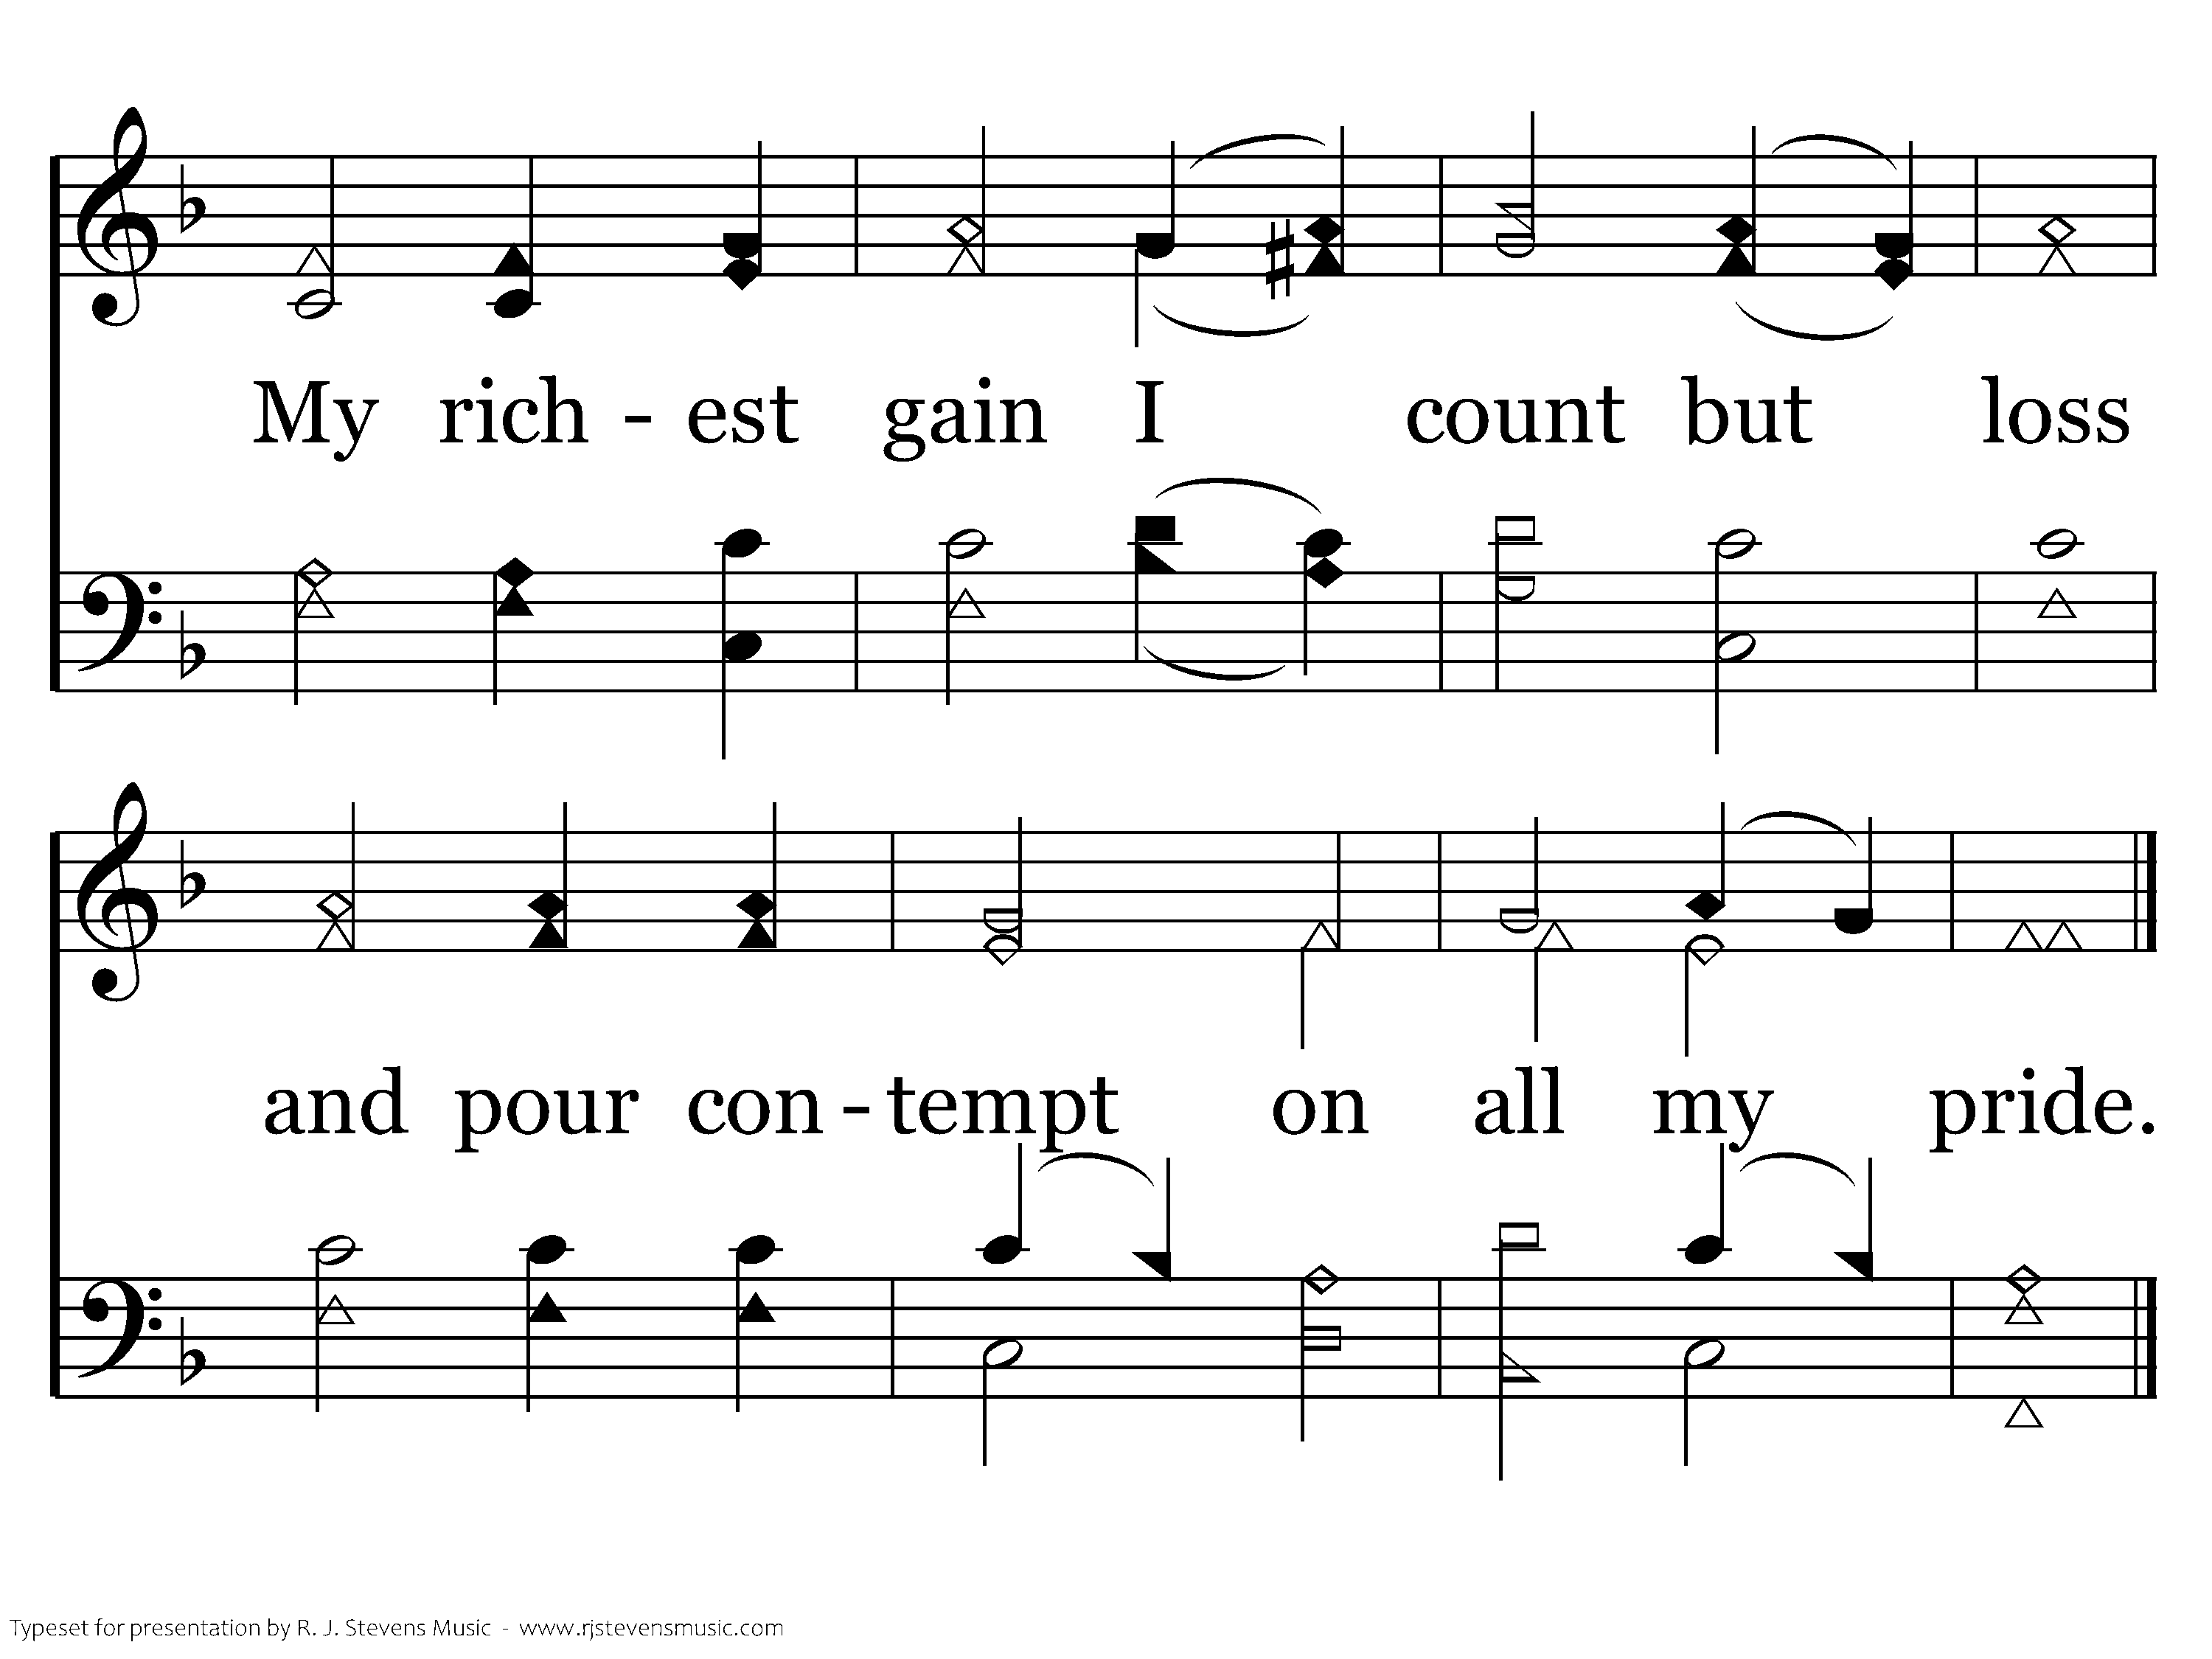 My rich - est gain I count but loss
and pour con - tempt on all my pride.
Typeset for presentation by R. J. Stevens Music - www.rjstevensmusic.com